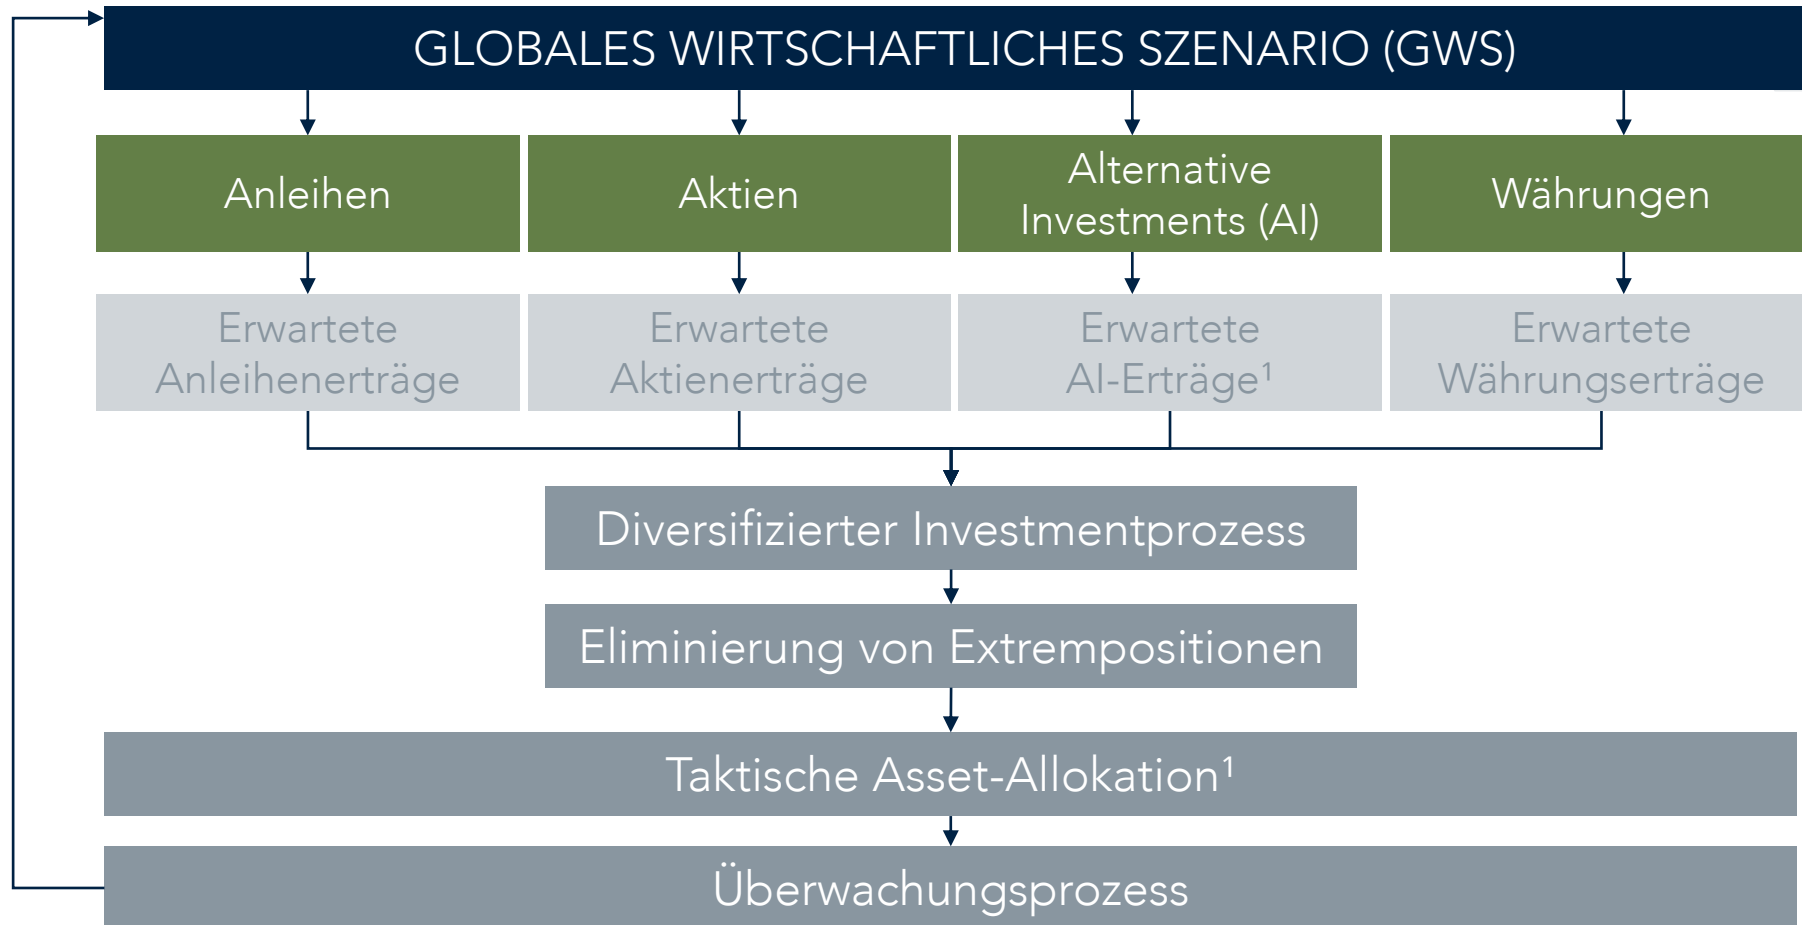 GLOBALES WIRTSCHAFTLICHES SZENARIO (GWS)
Anleihen
Aktien
Alternative
Investments (AI)
Währungen
Erwartete
Anleihenerträge
Erwartete
Aktienerträge
Erwartete
AI-Erträge¹
Erwartete
Währungserträge
Diversifizierter Investmentprozess
Eliminierung von Extrempositionen
Taktische Asset-Allokation¹
Überwachungsprozess